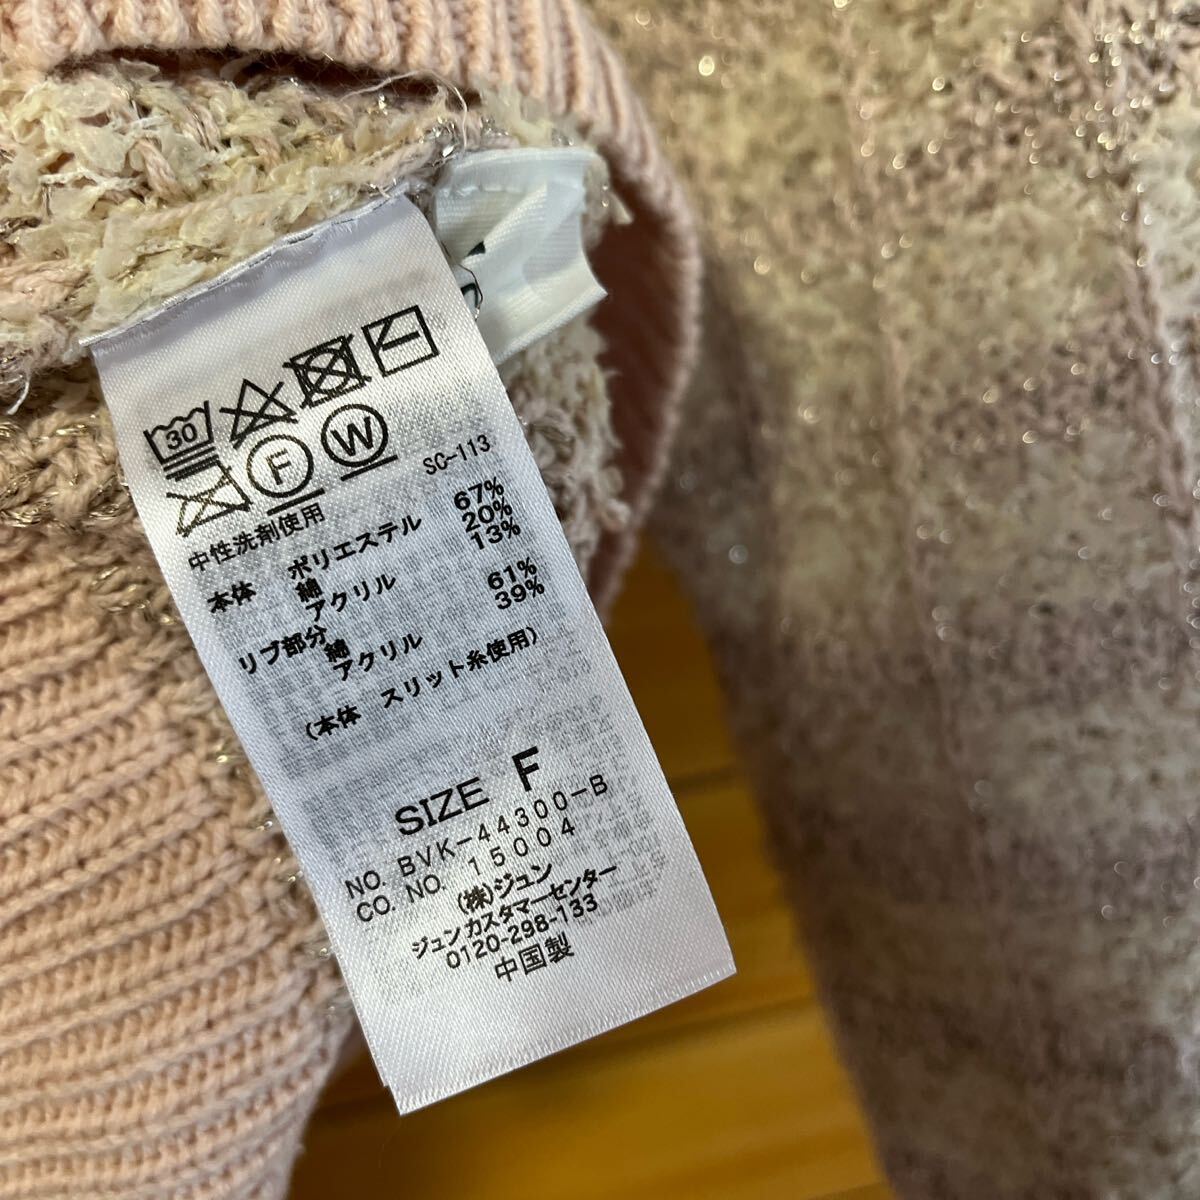 30
F W
SC-113
中性洗剤使用
本体 ポリエステル 67%
綿 20%
アクリル 13%
リブ部分
綿 61%
アクリル 39%
(本体 スリット糸使用)
SIZE F
NO. BVK-44300-B
CO. NO. 15004
(株)ジュン
ジュンカスタマーセンター
0120-298-133
中国製